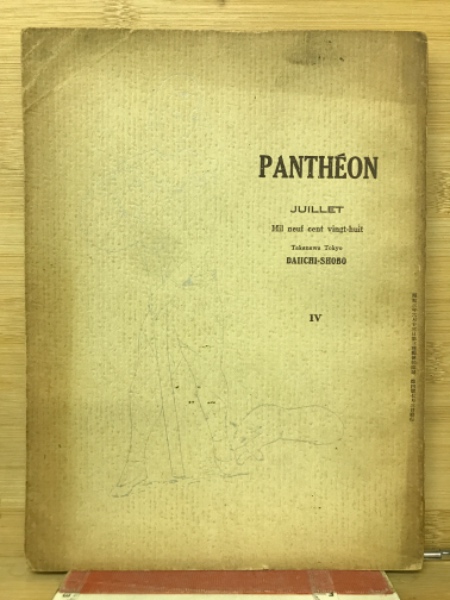 PANTHÉON
JUILLET
Mil neuf cent vingt-huit
Takanawa Tokyo
DAIICHI-SHOBO
IV